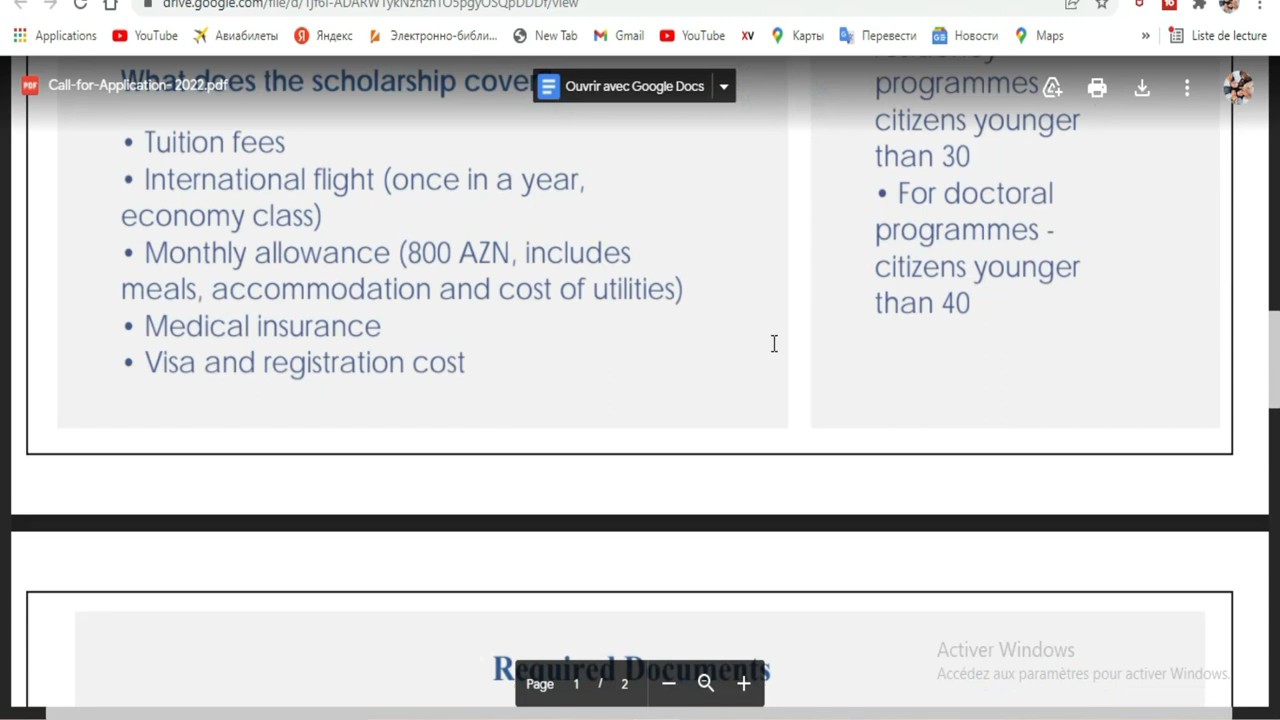 Applications
YouTube
Авиабилеты
Яндекс
Электронно-библи...
New Tab
Gmail
YouTube
XV
Карты
Перевести
Новости
Maps
»
Liste de lecture
PDF
Call-for-Application- 2022.pdf
What does the scholarship cover
Ouvrir avec Google Docs
• Tuition fees
• International flight (once in a year,
economy class)
• Monthly allowance (800 AZN, includes
meals, accommodation and cost of utilities)
• Medical insurance
• Visa and registration cost
programmes
citizens younger
than 30
• For doctoral
programmes -
citizens younger
than 40
Required Documents
Page 1 / 2
Activer Windows
Accédez aux paramètres pour activer Windows.